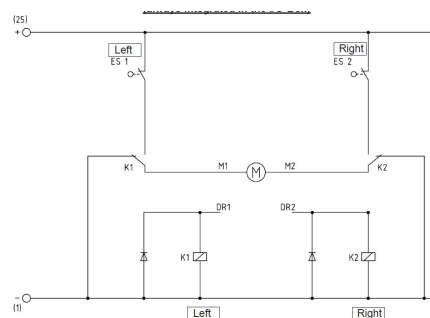 (25)
+
Left
Right
ES 1
ES 2
K1
M1
M
M2
K2
DR1
DR2
K1
K2
-
(1)
Left
Right